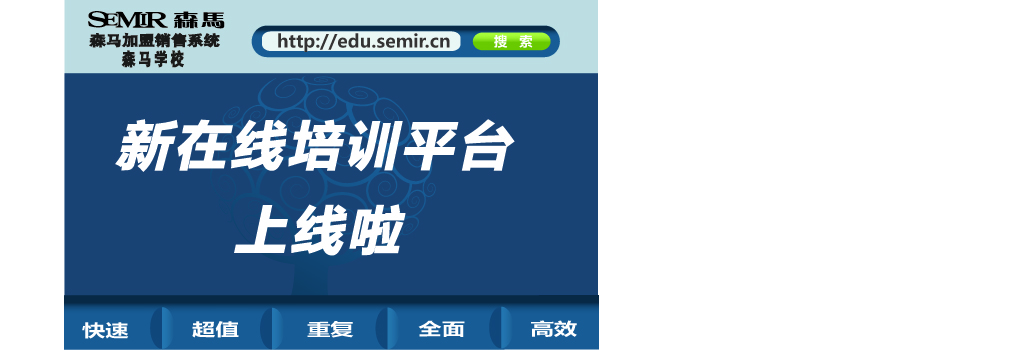 SEMIR 森馬
森马加盟销售系统
森马学校
http://edu.semir.cn 搜 索
新在线培训平台
上线啦
快速 超值 重复 全面 高效